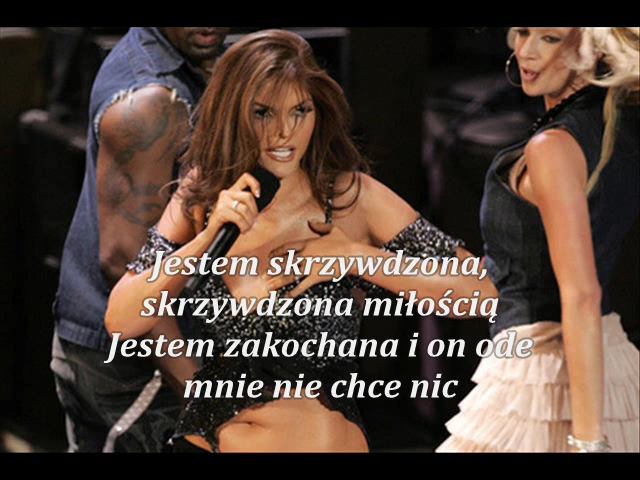 Jestem skrzywdzona,
skrzywdzona miłością
Jestem zakochana i on ode
mnie nie chce nic